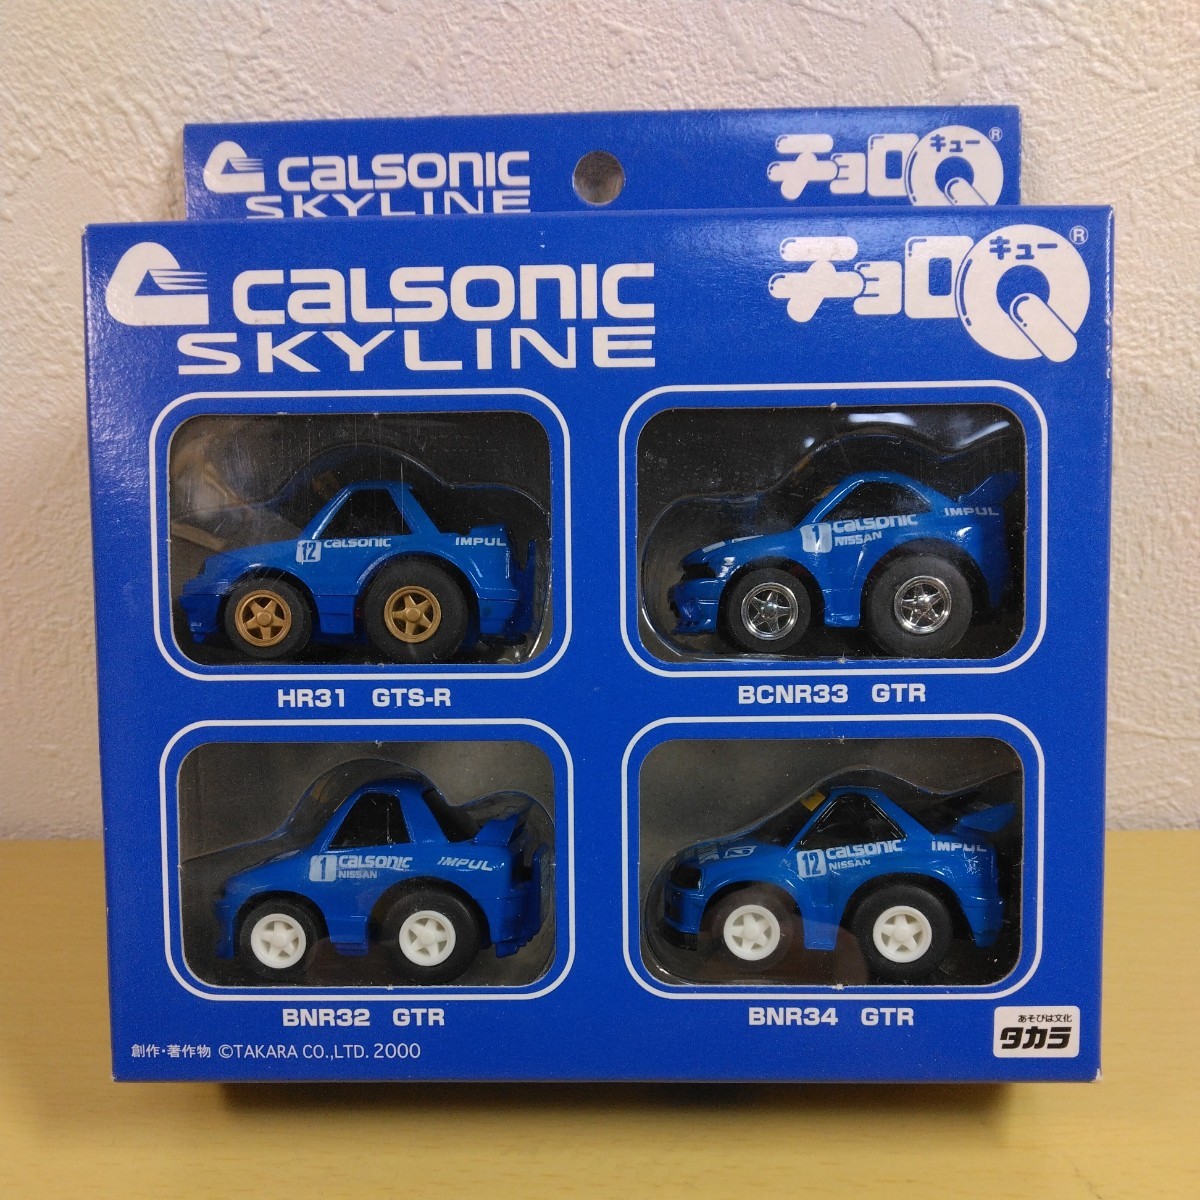 CALSONIC
SKYLINE
チョロQ
キュー
®
CALSONIC
SKYLINE
チョロQ
キュー
®
12 CALSONIC
IMPUL
1 CALSONIC
NISSAN
IMPUL
HR31 GTS-R
BCNR33 GTR
1 CALSONIC
NISSAN
IMPUL
12 CALSONIC
NISSAN
IMPUL
BNR32 GTR
BNR34 GTR
創作・著作物 ©TAKARA CO.,LTD. 2000
あそびは文化
タカラ